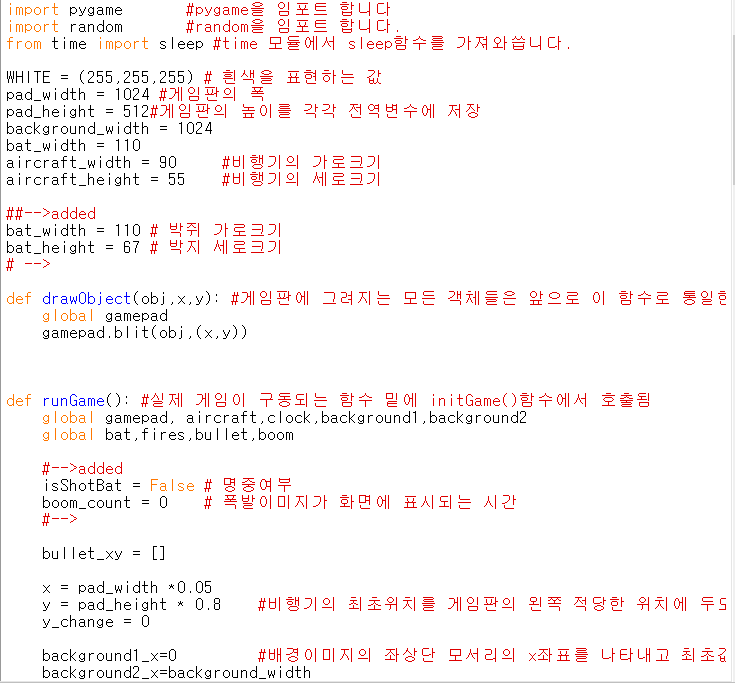 import pygame       #pygame을 임포트 합니다
import random       #random을 임포트 합니다.
from time import sleep #time 모듈에서 sleep함수를 가져와씁니다.
WHITE = (255,255,255) # 흰색을 표현하는 값
pad_width = 1024 #게임판의 폭
pad_height = 512#게임판의 높이를 각각 전역변수에 저장
background_width = 1024
bat_width = 110
aircraft_width = 90     #비행기의 가로크기
aircraft_height = 55    #비행기의 세로크기
##-->added
bat_width = 110 # 박쥐 가로크기
bat_height = 67 # 박지 세로크기
# -->
def drawObject(obj,x,y): #게임판에 그려지는 모든 객체들은 앞으로 이 함수로 통일한
    global gamepad
    gamepad.blit(obj,(x,y))
def runGame(): #실제 게임이 구동되는 함수 밑에 initGame()함수에서 호출됨
    global gamepad, aircraft,clock,background1,background2
    global bat,fires,bullet,boom
    #-->added
    isShotBat = False # 명중여부
    boom_count = 0    # 폭발이미지가 화면에 표시되는 시간
    #-->
    bullet_xy = []
    x = pad_width *0.05
    y = pad_height * 0.8    #비행기의 최초위치를 게임판의 왼쪽 적당한 위치에
    y_change = 0
    background1_x=0         #배경이미지의 좌상단 모서리의 x좌표를 나타내고
    background2_x=background_width